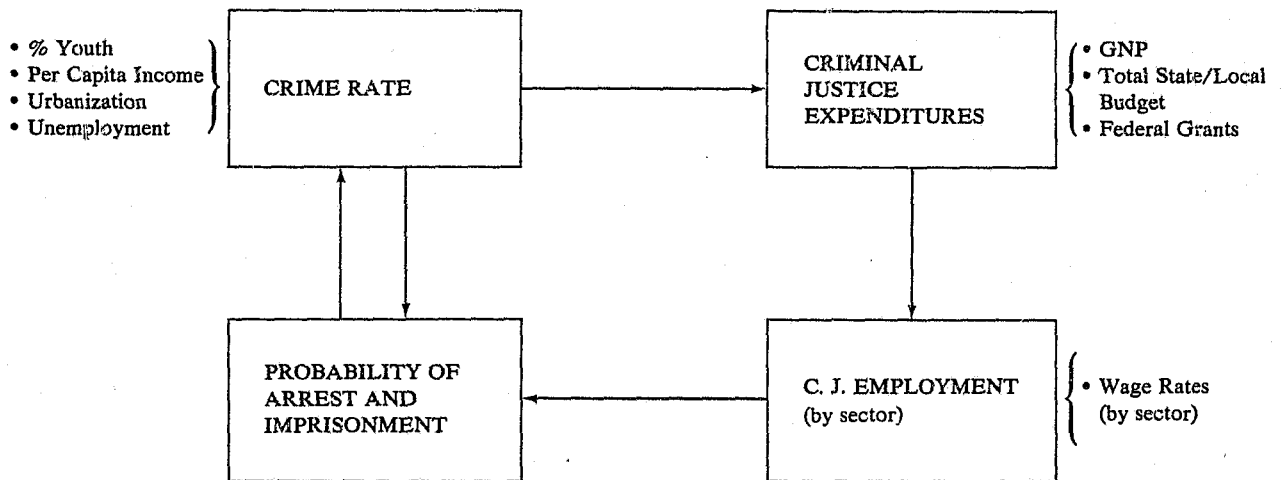 • % Youth
• Per Capita Income
• Urbanization
• Unemployment
CRIME RATE
CRIMINAL
JUSTICE
EXPENDITURES
• GNP
• Total State/Local
Budget
• Federal Grants
PROBABILITY OF
ARREST AND
IMPRISONMENT
C. J. EMPLOYMENT
(by sector)
• Wage Rates
(by sector)